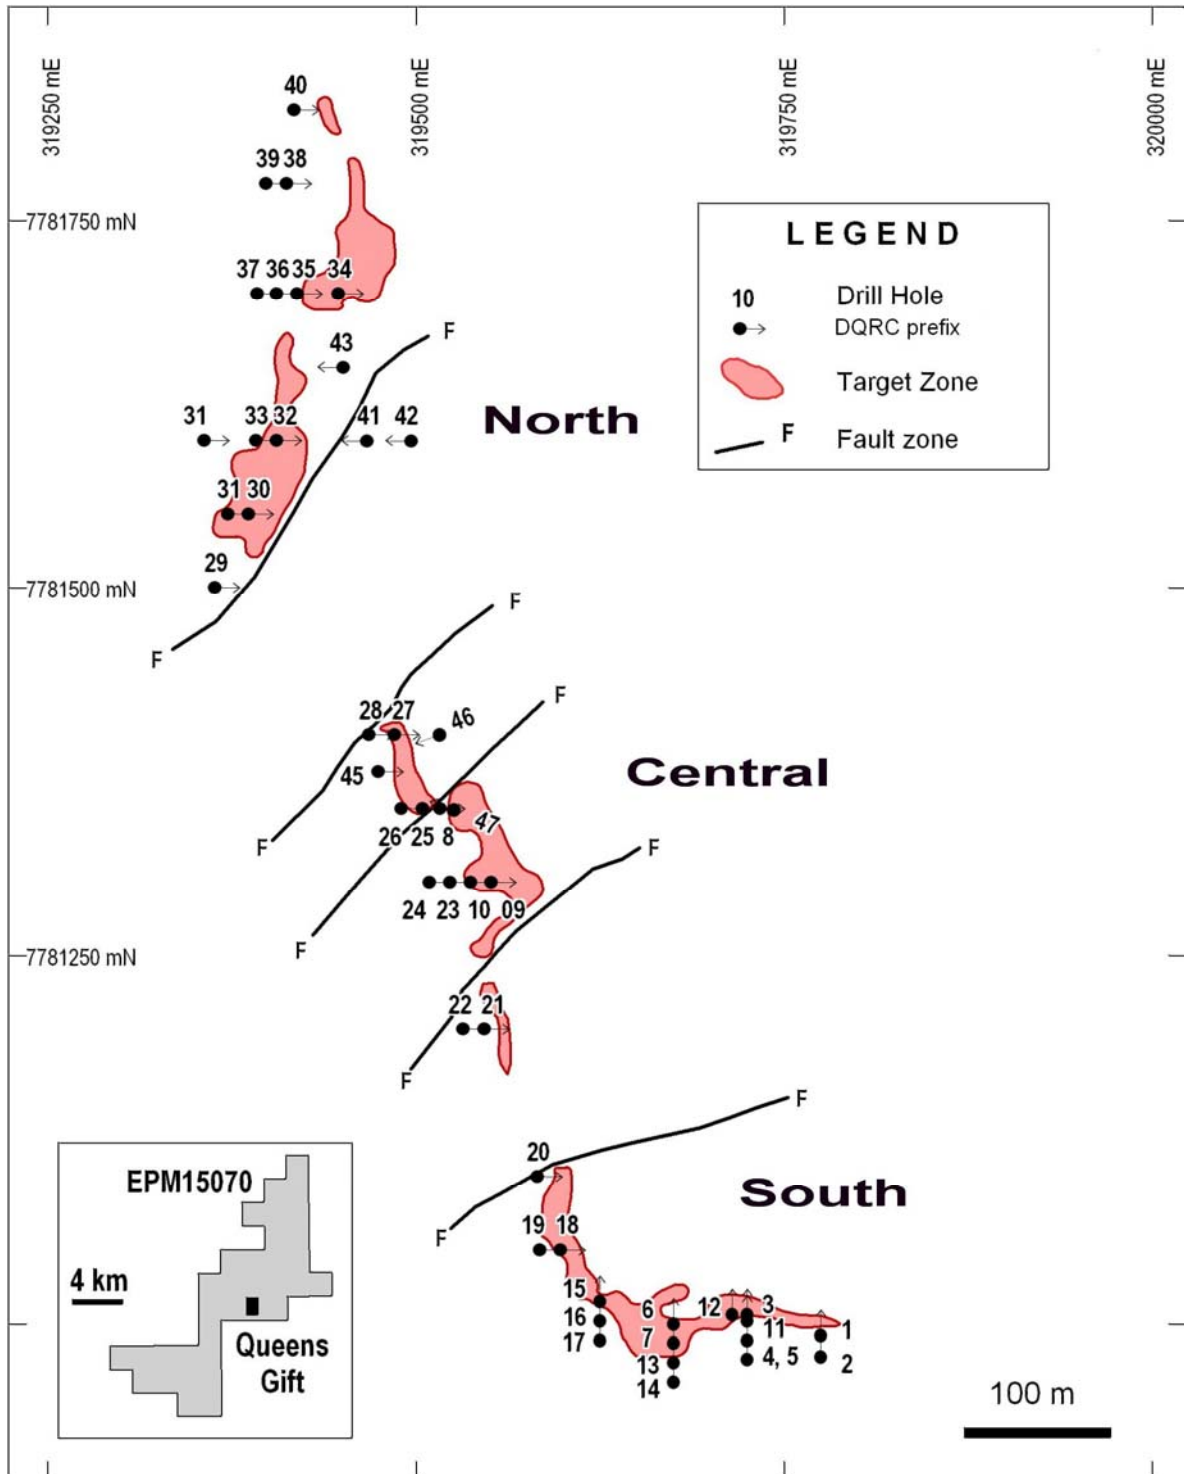 319250 mE
319500 mE
319750 mE
320000 mE
40
39 38
7781750 mN
37 36 35 34
LEGEND
10
Drill Hole
DQRC prefix
Target Zone
F
Fault zone
F
43
31 33 32 41 42
North
31 30
29
7781500 mN
F
F
F
28 27 46
45
Central
26 25 8 47
F
F
F
24 23 10 09
F
7781250 mN
22 21
F
F
20
South
F
19 18
15
16
17
6
7
13
14
12
3
11
4, 5
1
2
EPM15070
4 km
Queens
Gift
100 m